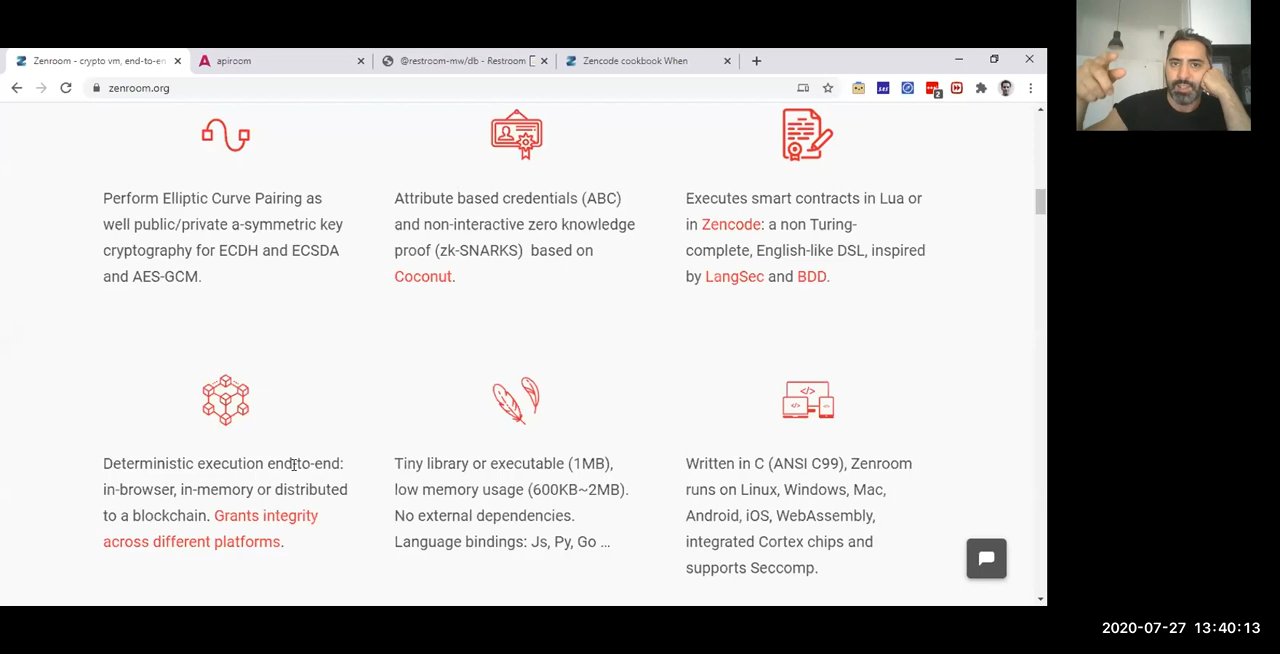 Zenroom - crypto vm, end-to-en
apiroom
@restroom-mw/db - Restroom [
Zencode cookbook When
zenroom.org
2
Perform Elliptic Curve Pairing as
well public/private a-symmetric key
cryptography for ECDH and ECSDA
and AES-GCM.
Attribute based credentials (ABC)
and non-interactive zero knowledge
proof (zk-SNARKS) based on
Coconut.
Executes smart contracts in Lua or
in Zencode: a non Turing-
complete, English-like DSL, inspired
by LangSec and BDD.
Deterministic execution end-to-end:
in-browser, in-memory or distributed
to a blockchain. Grants integrity
across different platforms.
Tiny library or executable (1MB),
low memory usage (600KB~2MB).
No external dependencies.
Language bindings: Js, Py, Go ...
Written in C (ANSI C99), Zenroom
runs on Linux, Windows, Mac,
Android, iOS, WebAssembly,
integrated Cortex chips and
supports Seccomp.
2020-07-27 13:40:13